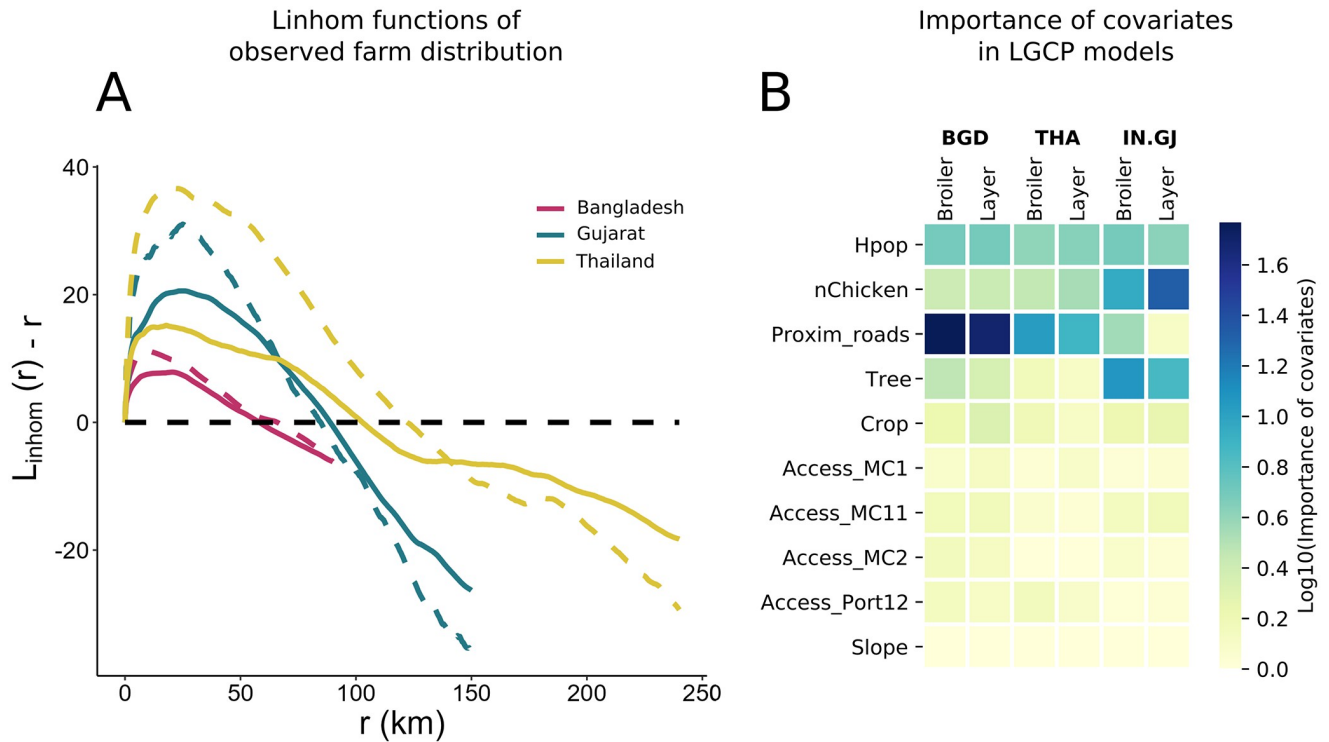 Linhom functions of
observed farm distribution
A
40
20
0
-20
Linhom (r) - r
0 50 100 150 200 250
r (km)
Bangladesh
Gujarat
Thailand
Importance of covariates
in LGCP models
B
BGD THA IN.GJ
Broiler Layer Broiler Layer Broiler Layer
Hpop
nChicken
Proxim_roads
Tree
Crop
Access_MC1
Access_MC11
Access_MC2
Access_Port12
Slope
1.6
1.4
1.2
1.0
0.8
0.6
0.4
0.2
0.0
Log10(Importance of covariates)